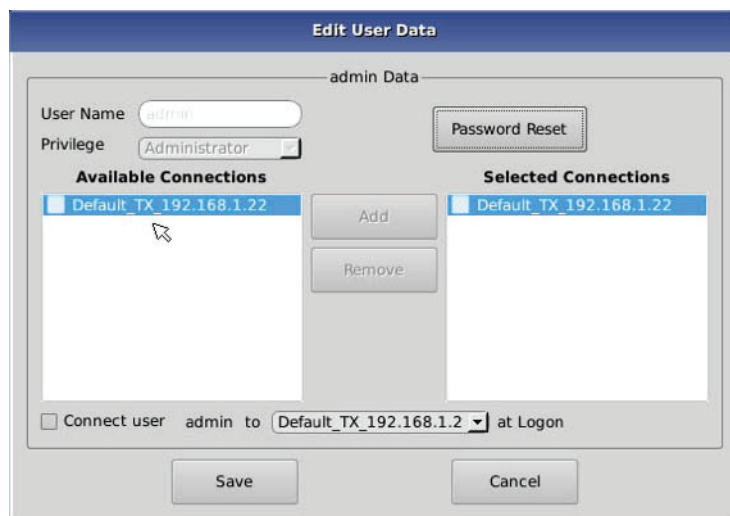 Edit User Data
admin Data
User Name admin
Privilege Administrator
Password Reset
Available Connections
Selected Connections
Default_TX_192.168.1.22
Add
Default_TX_192.168.1.22
Remove
Connect user admin to Default_TX_192.168.1.2 at Logon
Save
Cancel